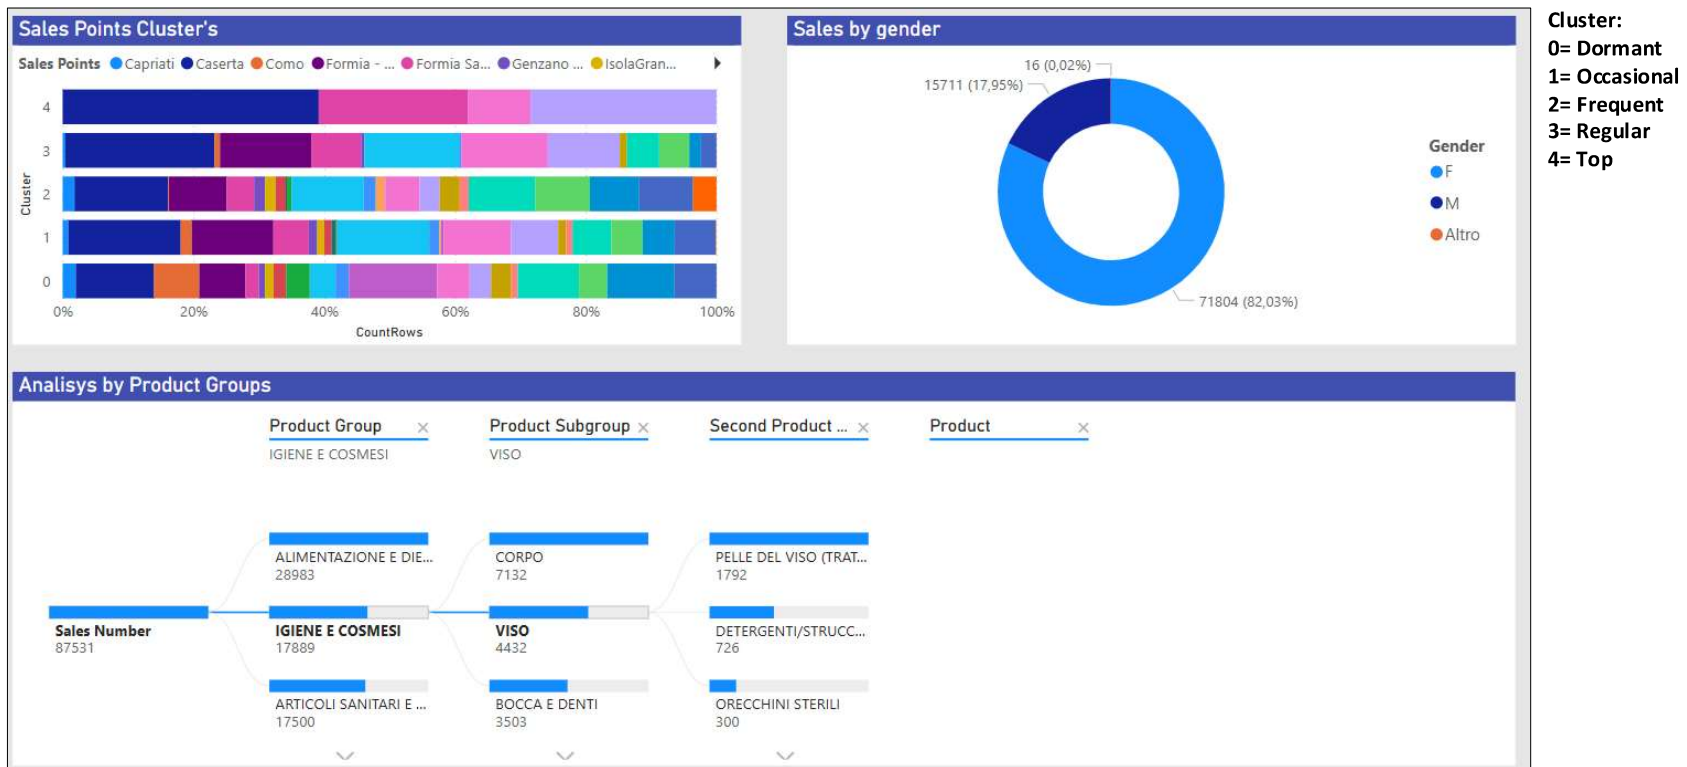 Sales Points Cluster's
Sales Points Capriati Caserta Como Formia - ... Formia Sa... Genzano ... IsolaGran...
4
3
2
1
0
Cluster
0% 20% 40% 60% 80% 100%
CountRows
Sales by gender
16 (0,02%)
15711 (17,95%)
71804 (82,03%)
Gender
F
M
Altro
Cluster:
0= Dormant
1= Occasional
2= Frequent
3= Regular
4= Top
Analisys by Product Groups
Product Group × Product Subgroup × Second Product ... × Product ×
IGIENE E COSMESI VISO
Sales Number
87531
ALIMENTAZIONE E DIE...
28983
IGIENE E COSMESI
17889
ARTICOLI SANITARI E ...
17500
CORPO
7132
VISO
4432
BOCCA E DENTI
3503
PELLE DEL VISO (TRAT...
1792
DETERGENTI/STRUCC...
726
ORECCHINI STERILI
300